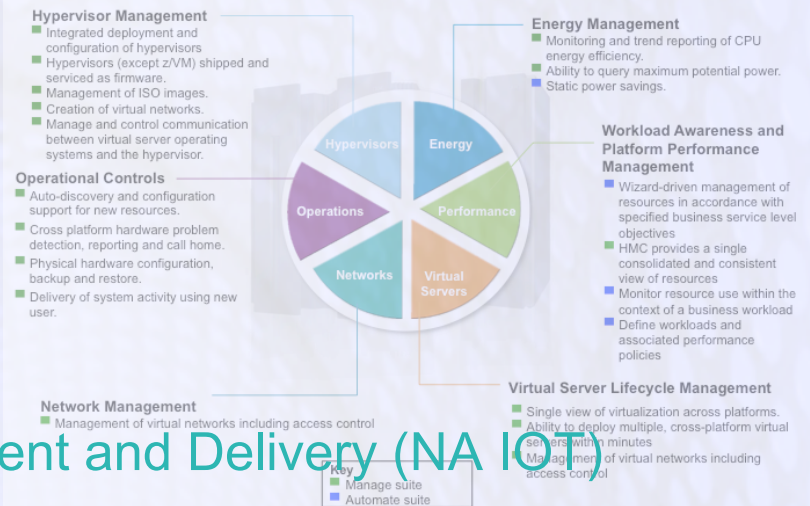 Hypervisor Management
Integrated deployment and
configuration of hypervisors
Hypervisors (except z/VM) shipped and
serviced as firmware.
Management of ISO images.
Creation of virtual networks.
Manage and control communication
between virtual server operating
systems and the hypervisor.
Operational Controls
Auto-discovery and configuration
support for new resources.
Cross platform hardware problem
detection, reporting and call home.
Physical hardware configuration,
backup and restore.
Delivery of system activity using new
user.
Network Management
Management of virtual networks including access control
Hypervisors
Energy
Operations
Performance
Networks
Virtual
Servers
Energy Management
Monitoring and trend reporting of CPU
energy efficiency.
Ability to query maximum potential power.
Static power savings.
Workload Awareness and
Platform Performance
Management
Wizard-driven management of
resources in accordance with
specified business service level
objectives
HMC provides a single
consolidated and consistent
view of resources
Monitor resource use within the
context of a business workload
Define workloads and
associated performance
policies
Virtual Server Lifecycle Management
Single view of virtualization across platforms.
Ability to deploy multiple, cross-platform virtual
servers within minutes
Management of virtual networks including
access control
ent and Delivery (NA IOT)
Key
Manage suite
Automate suite